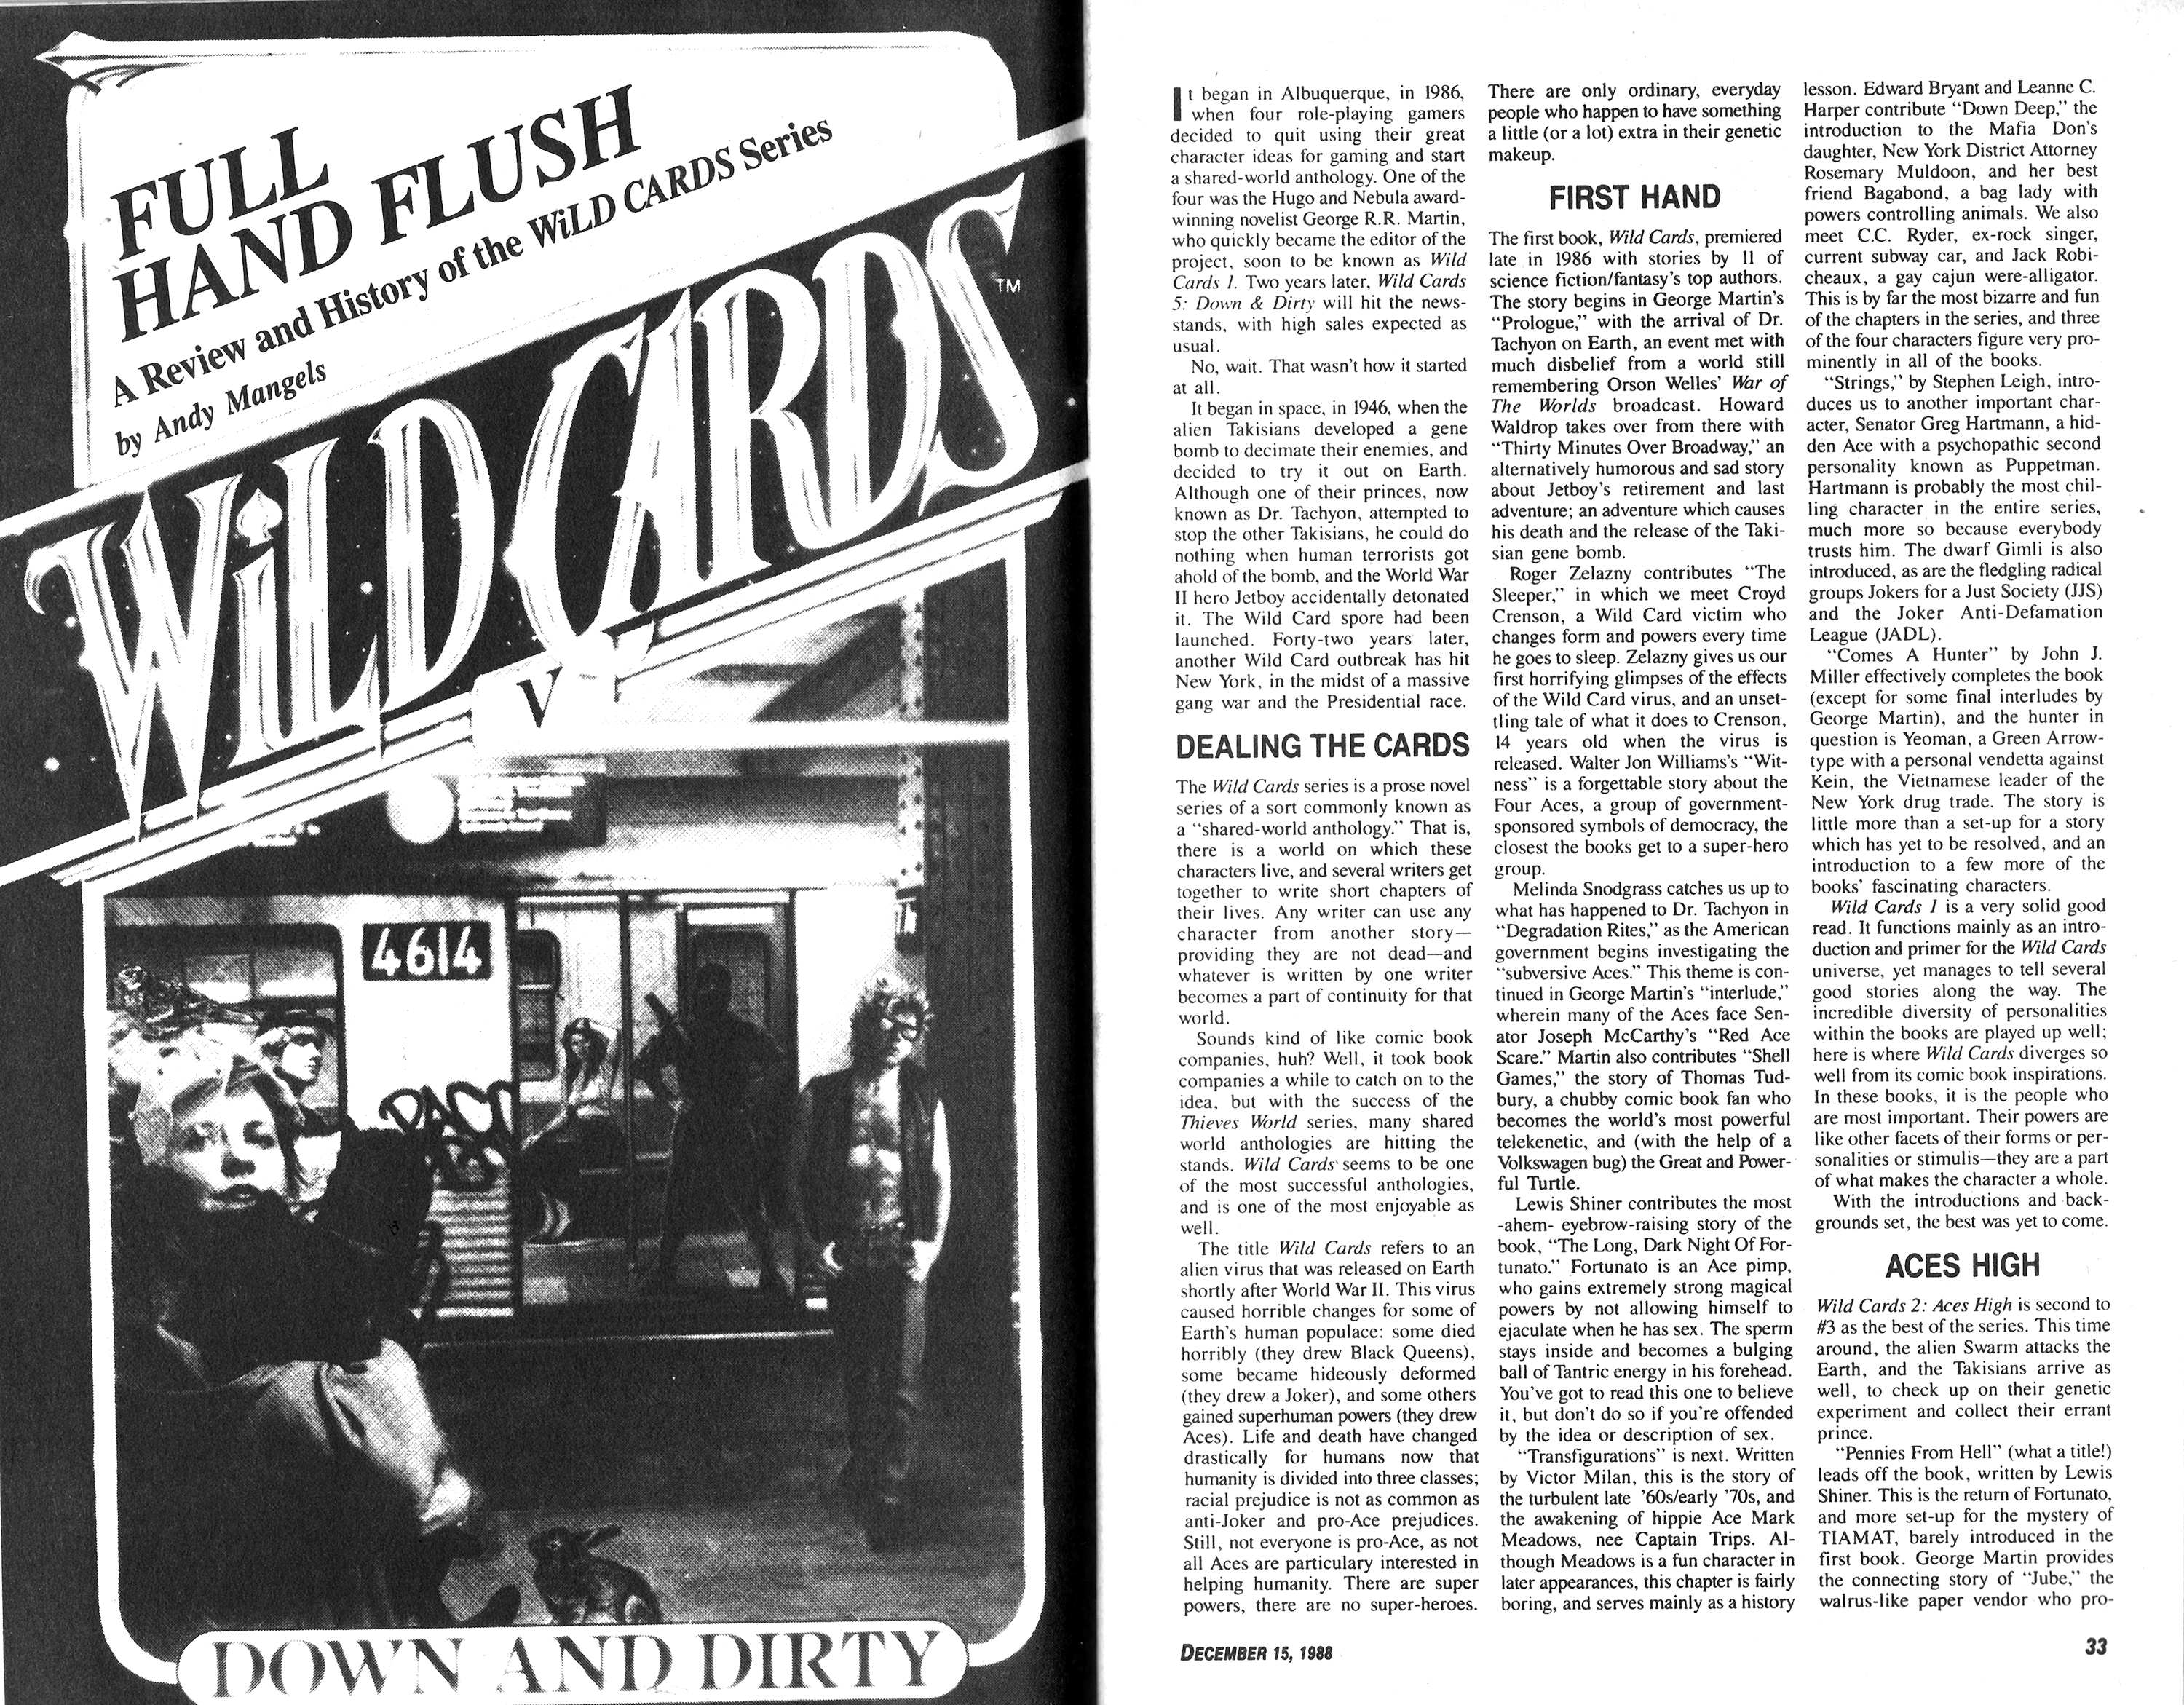 FULL
HAND FLUSH
A Review and History of the WiLD CARDS Series
by Andy Mangels
WiLD CARDS
TM
V
4614
DOWN AND DIRTY
It began in Albuquerque, in 1986,
when four role-playing gamers
decided to quit using their great
character ideas for gaming and start
a shared-world anthology. One of the
four was the Hugo and Nebula award-
winning novelist George R.R. Martin,
who quickly became the editor of the
project, soon to be known as Wild
Cards 1. Two years later, Wild Cards
5: Down & Dirty will hit the news-
stands, with high sales expected as
usual.
No, wait. That wasn't how it started
at all.
It began in space, in 1946, when the
alien Takisians developed a gene
bomb to decimate their enemies, and
decided to try it out on Earth.
Although one of their princes, now
known as Dr. Tachyon, attempted to
stop the other Takisians, he could do
nothing when human terrorists got
ahold of the bomb, and the World War
II hero Jetboy accidentally detonated
it. The Wild Card spore had been
launched. Forty-two years later,
another Wild Card outbreak has hit
New York, in the midst of a massive
gang war and the Presidential race.
DEALING THE CARDS
The Wild Cards series is a prose novel
series of a sort commonly known as
a "shared-world anthology." That is,
there is a world on which these
characters live, and several writers get
together to write short chapters of
their lives. Any writer can use any
character from another story—
providing they are not dead—and
whatever is written by one writer
becomes a part of continuity for that
world.
Sounds kind of like comic book
companies, huh? Well, it took book
companies a while to catch on to the
idea, but with the success of the
Thieves World series, many shared
world anthologies are hitting the
stands. Wild Cards seems to be one
of the most successful anthologies,
and is one of the most enjoyable as
well.
The title Wild Cards refers to an
alien virus that was released on Earth
shortly after World War II. This virus
caused horrible changes for some of
Earth's human populace: some died
horribly (they drew Black Queens),
some became hideously deformed
(they drew a Joker), and some others
gained superhuman powers (they drew
Aces). Life and death have changed
drastically for humans now that
humanity is divided into three classes;
racial prejudice is not as common as
anti-Joker and pro-Ace prejudices.
Still, not everyone is pro-Ace, as not
all Aces are particulary interested in
helping humanity. There are super
powers, there are no super-heroes.
There are only ordinary, everyday
people who happen to have something
a little (or a lot) extra in their genetic
makeup.
FIRST HAND
The first book, Wild Cards, premiered
late in 1986 with stories by 11 of
science fiction/fantasy's top authors.
The story begins in George Martin's
"Prologue," with the arrival of Dr.
Tachyon on Earth, an event met with
much disbelief from a world still
remembering Orson Welles' War of
The Worlds broadcast. Howard
Waldrop takes over from there with
"Thirty Minutes Over Broadway," an
alternatively humorous and sad story
about Jetboy's retirement and last
adventure; an adventure which causes
his death and the release of the Taki-
sian gene bomb.
Roger Zelazny contributes "The
Sleeper," in which we meet Croyd
Crenson, a Wild Card victim who
changes form and powers every time
he goes to sleep. Zelazny gives us our
first horrifying glimpses of the effects
of the Wild Card virus, and an unset-
tling tale of what it does to Crenson,
14 years old when the virus is
released. Walter Jon Williams's "Wit-
ness" is a forgettable story about the
Four Aces, a group of government-
sponsored symbols of democracy, the
closest the books get to a super-hero
group.
Melinda Snodgrass catches us up to
what has happened to Dr. Tachyon in
"Degradation Rites," as the American
government begins investigating the
"subversive Aces." This theme is con-
tinued in George Martin's "interlude,"
wherein many of the Aces face Sen-
ator Joseph McCarthy's "Red Ace
Scare." Martin also contributes "Shell
Games," the story of Thomas Tud-
bury, a chubby comic book fan who
becomes the world's most powerful
telekenetic, and (with the help of a
Volkswagen bug) the Great and Power-
ful Turtle.
Lewis Shiner contributes the most
-ahem- eyebrow-raising story of the
book, "The Long, Dark Night Of For-
tunato." Fortunato is an Ace pimp,
who gains extremely strong magical
powers by not allowing himself to
ejaculate when he has sex. The sperm
stays inside and becomes a bulging
ball of Tantric energy in his forehead.
You've got to read this one to believe
it, but don't do so if you're offended
by the idea or description of sex.
"Transfigurations" is next. Written
by Victor Milan, this is the story of
the turbulent late '60s/early '70s, and
the awakening of hippie Ace Mark
Meadows, nee Captain Trips. Al-
though Meadows is a fun character in
later appearances, this chapter is fairly
boring, and serves mainly as a history
lesson. Edward Bryant and Leanne C.
Harper contribute "Down Deep," the
introduction to the Mafia Don's
daughter, New York District Attorney
Rosemary Muldoon, and her best
friend Bagabond, a bag lady with
powers controlling animals. We also
meet C.C. Ryder, ex-rock singer,
current subway car, and Jack Robi-
cheaux, a gay cajun were-alligator.
This is by far the most bizarre and fun
of the chapters in the series, and three
of the four characters figure very pro-
minently in all of the books.
"Strings," by Stephen Leigh, intro-
duces us to another important char-
acter, Senator Greg Hartmann, a hid-
den Ace with a psychopathic second
personality known as Puppetman.
Hartmann is probably the most chil-
ling character in the entire series,
much more so because everybody
trusts him. The dwarf Gimli is also
introduced, as are the fledgling radical
groups Jokers for a Just Society (JJS)
and the Joker Anti-Defamation
League (JADL).
"Comes A Hunter" by John J.
Miller effectively completes the book
(except for some final interludes by
George Martin), and the hunter in
question is Yeoman, a Green Arrow-
type with a personal vendetta against
Kein, the Vietnamese leader of the
New York drug trade. The story is
little more than a set-up for a story
which has yet to be resolved, and an
introduction to a few more of the
books' fascinating characters.
Wild Cards 1 is a very solid good
read. It functions mainly as an intro-
duction and primer for the Wild Cards
universe, yet manages to tell several
good stories along the way. The
incredible diversity of personalities
within the books are played up well;
here is where Wild Cards diverges so
well from its comic book inspirations.
In these books, it is the people who
are most important. Their powers are
like other facets of their forms or per-
sonalities or stimulis—they are a part
of what makes the character a whole.
With the introductions and back-
grounds set, the best was yet to come.
ACES HIGH
Wild Cards 2: Aces High is second to
#3 as the best of the series. This time
around, the alien Swarm attacks the
Earth, and the Takisians arrive as
well, to check up on their genetic
experiment and collect their errant
prince.
"Pennies From Hell" (what a title!)
leads off the book, written by Lewis
Shiner. This is the return of Fortunato,
and more set-up for the mystery of
TIAMAT, barely introduced in the
first book. George Martin provides
the connecting story of "Jube," the
walrus-like paper vendor who pro-
DECEMBER 15, 1988
33